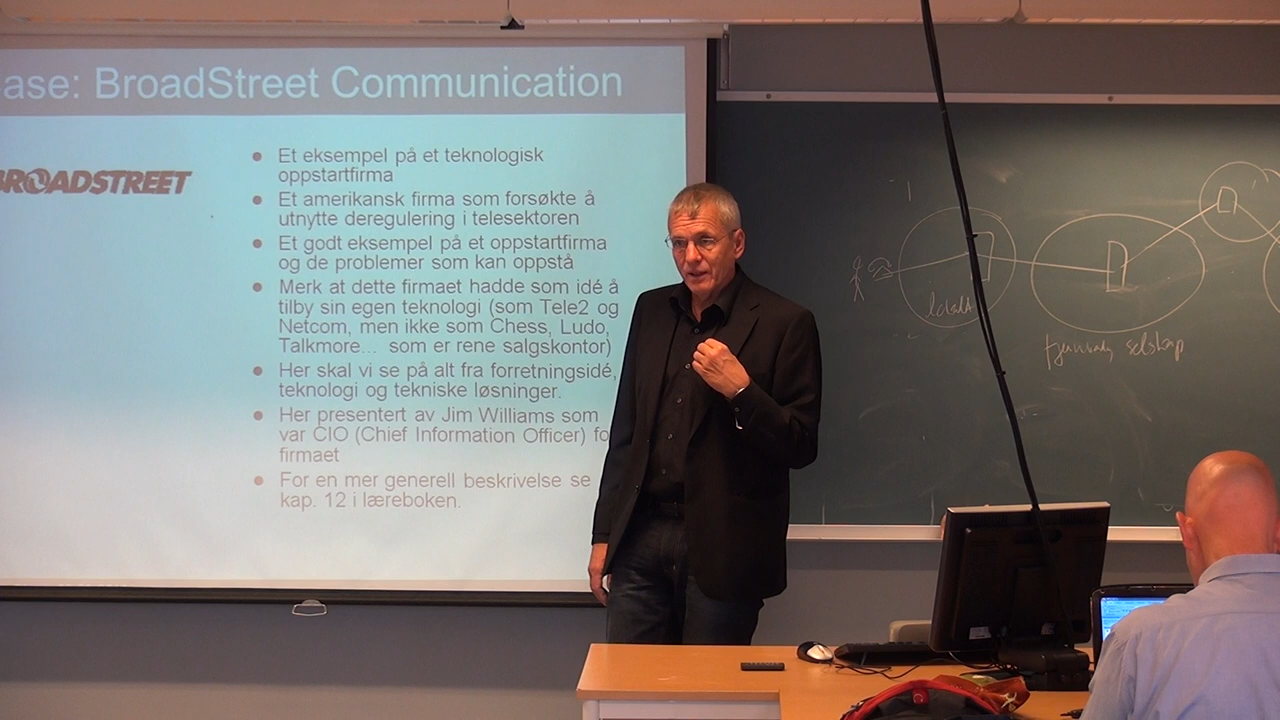 ase: BroadStreet Communication
BROADSTREET
• Et eksempel på et teknologisk
oppstartfirma
• Et amerikansk firma som forsøkte å
utnytte deregulering i telesektoren
• Et godt eksempel på et oppstartfirma
og de problemer som kan oppstå
• Merk at dette firmaet hadde som idé å
tilby sin egen teknologi (som Tele2 og
Netcom, men ikke som Chess, Ludo,
Talkmore... som er rene salgskontor)
• Her skal vi se på alt fra forretningsidé,
teknologi og tekniske løsninger.
• Her presentert av Jim Williams som
var CIO (Chief Information Officer) fo
firmaet
• For en mer generell beskrivelse se
kap. 12 i læreboken.
lokalt
selskap